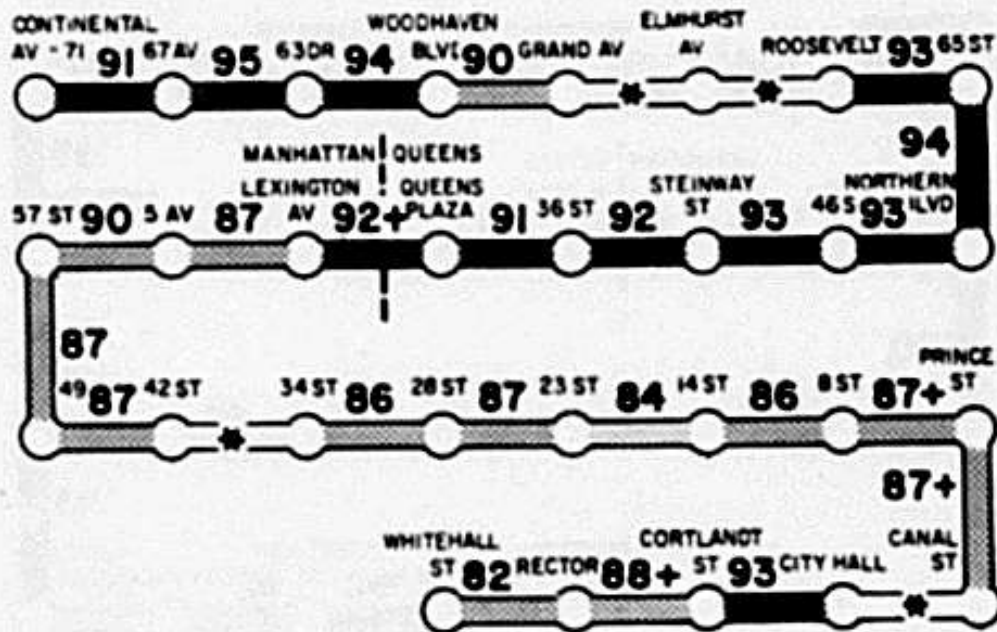 CONTINENTAL WOODHAVEN ELMHURST
AV - 71 91 67 AV 95 63 DR 94 BLVD 90 GRAND AV AV ROOSEVELT 93 65 ST
94
MANHATTAN QUEENS
LEXINGTON QUEENS STEINWAY NORTHERN
57 ST 90 5 AV 87 AV 92+ PLAZA 91 36 ST 92 ST 93 46 S 93 BLVD
87
PRINCE
49 87 42 ST 34 ST 86 28 ST 87 23 ST 84 14 ST 86 8 ST 87+ ST
87+
WHITEHALL CORTLANDT CANAL
ST 82 RECTOR 88+ ST 93 CITY HALL ST